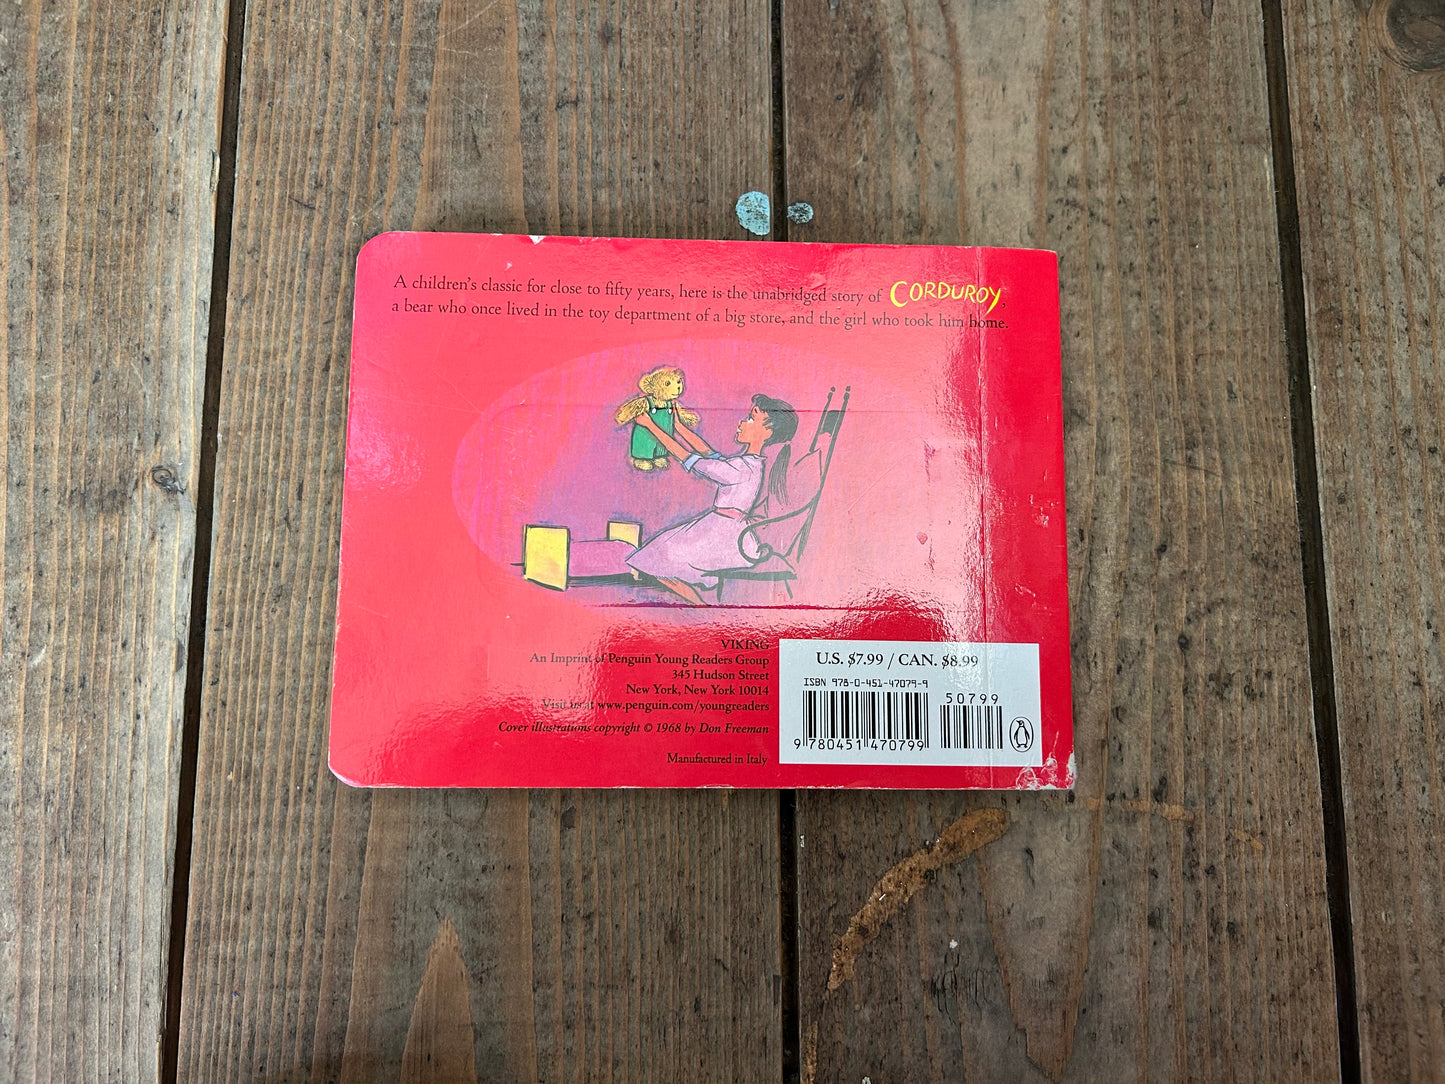 A children's classic for close to fifty years, here is the unabridged story of CORDUROY,
a bear who once lived in the toy department of a big store, and the girl who took him home.
VIKING
An Imprint of Penguin Young Readers Group
345 Hudson Street
New York, New York 10014
Visit us at www.penguin.com/youngreaders
Cover illustrations copyright © 1968 by Don Freeman
Manufactured in Italy
U.S. $7.99 / CAN. $8.99
ISBN 978-0-451-47079-9
50799
9 780451 470799